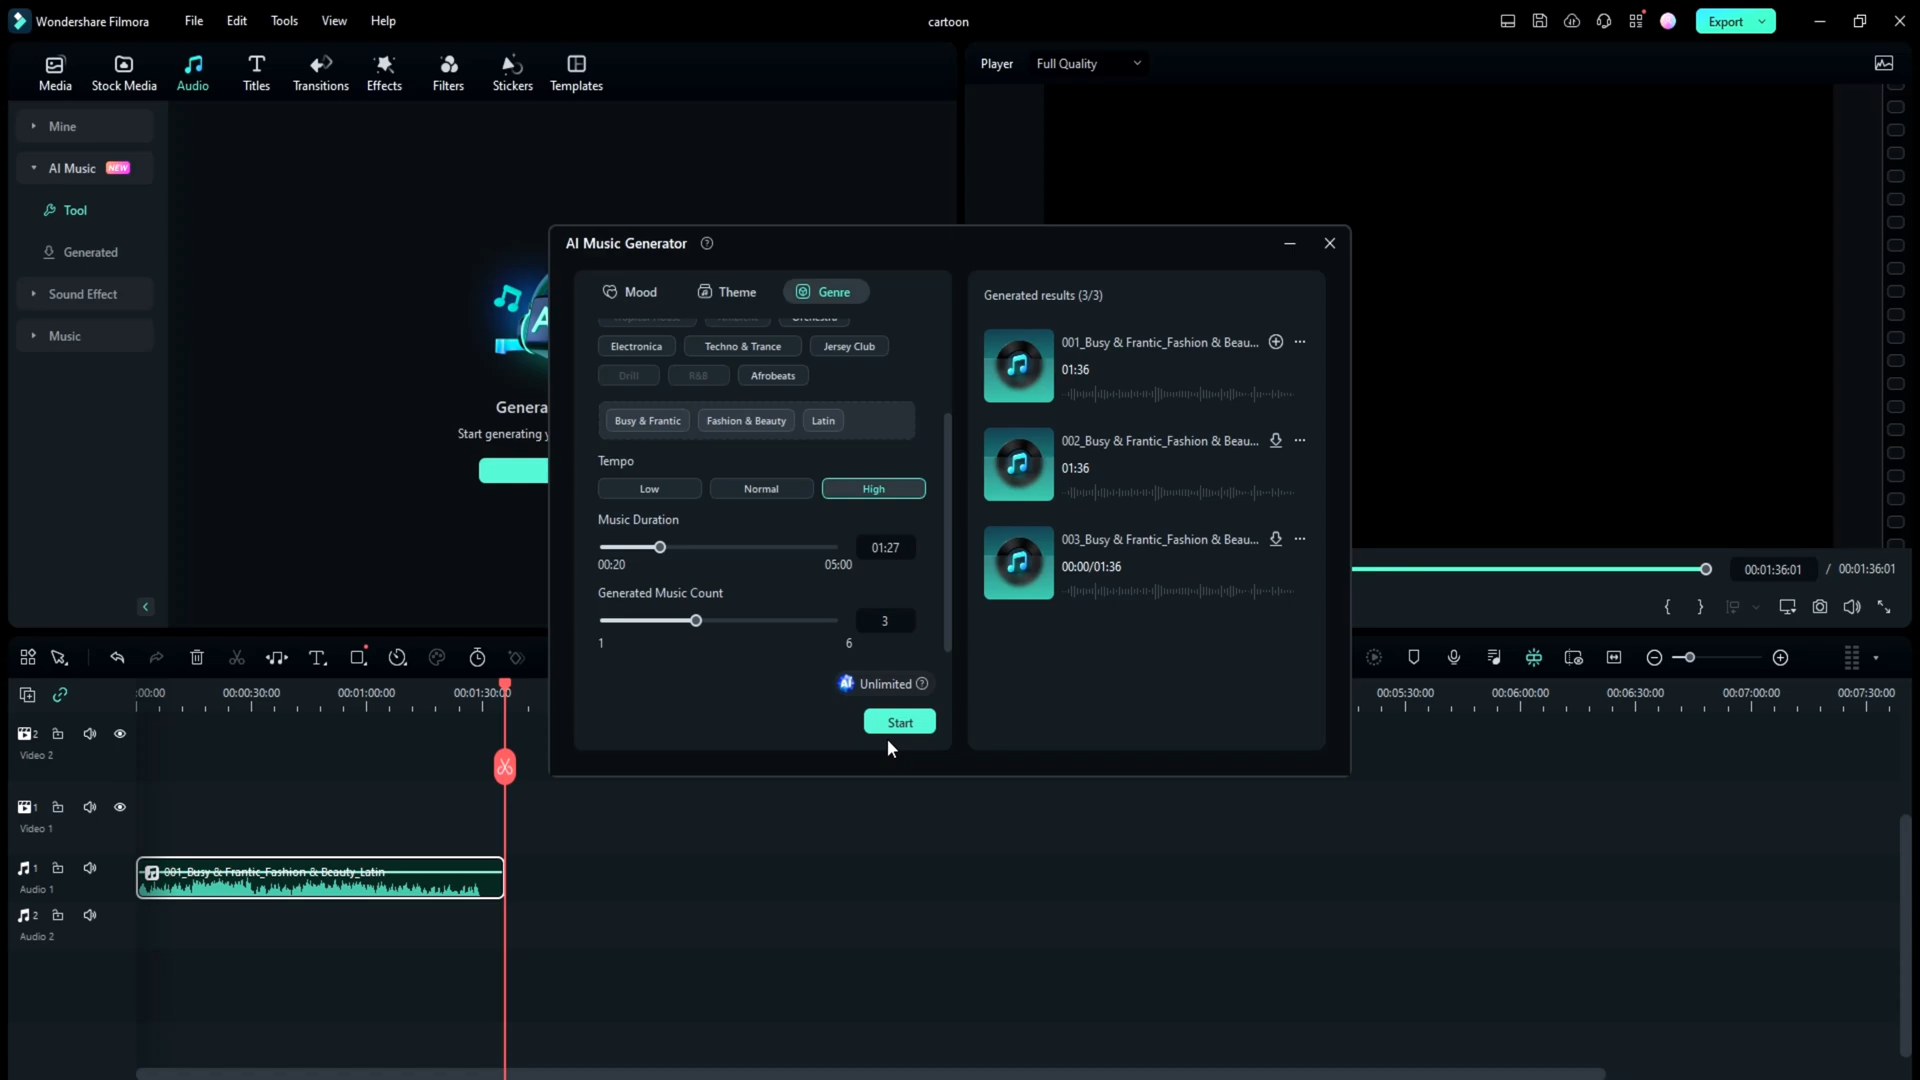 Wondershare Filmora File Edit Tools View Help cartoon Export
Media Stock Media Audio Titles Transitions Effects Filters Stickers Templates
Player Full Quality
Mine
AI Music NEW
Tool
Generated
Sound Effect
Music
Genera
Start generating y
AI Music Generator
Mood Theme Genre
Orchestra
Electronica Techno & Trance Jersey Club
Drill R&B Afrobeats
Busy & Frantic Fashion & Beauty Latin
Tempo
Low Normal High
Music Duration
01:27
00:20 05:00
Generated Music Count
3
1 6
AI Unlimited
Start
Generated results (3/3)
001_Busy & Frantic_Fashion & Beau...
01:36
002_Busy & Frantic_Fashion & Beau...
01:36
003_Busy & Frantic_Fashion & Beau...
00:00/01:36
00:01:36:01 / 00:01:36:01
:00:00 00:00:30:00 00:01:00:00 00:01:30:00 00:05:30:00 00:06:00:00 00:06:30:00 00:07:00:00 00:07:30:00
2
Video 2
1
Video 1
1
Audio 1
001_Busy & Frantic_Fashion & Beauty_Latin
2
Audio 2